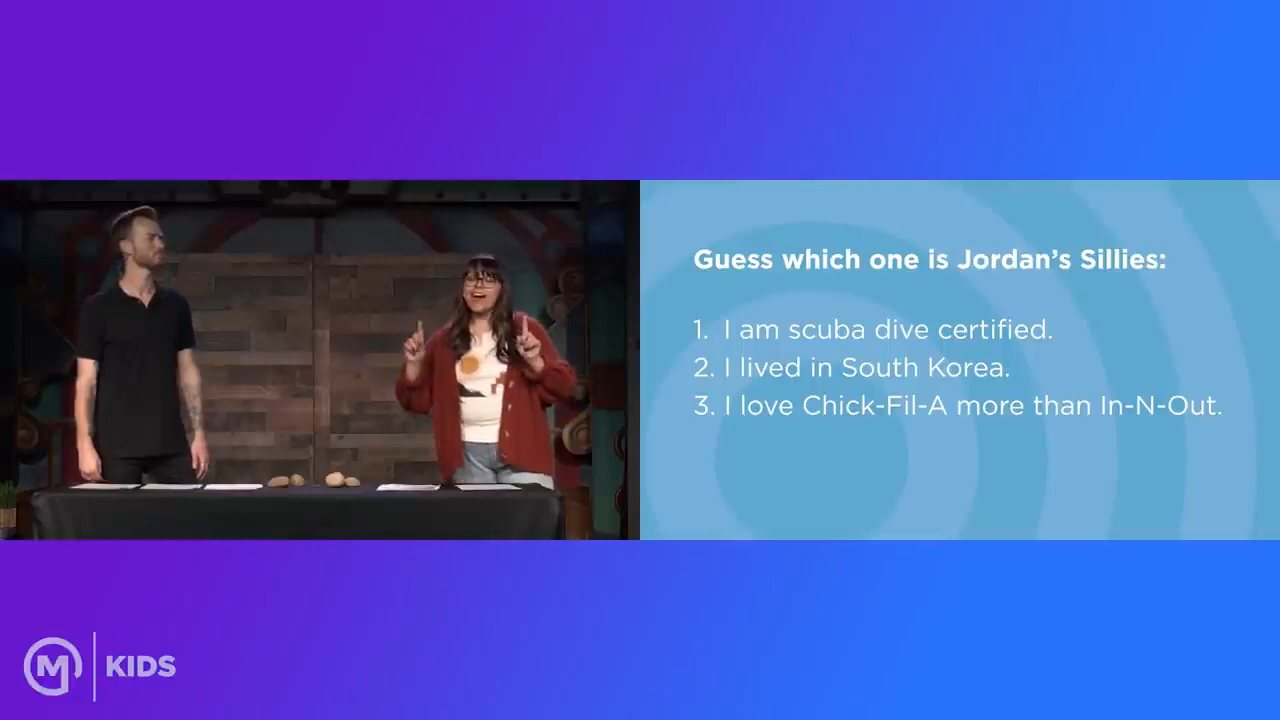 Guess which one is Jordan’s Sillies:
1. I am scuba dive certified.
2. I lived in South Korea.
3. I love Chick-Fil-A more than In-N-Out.
M KIDS